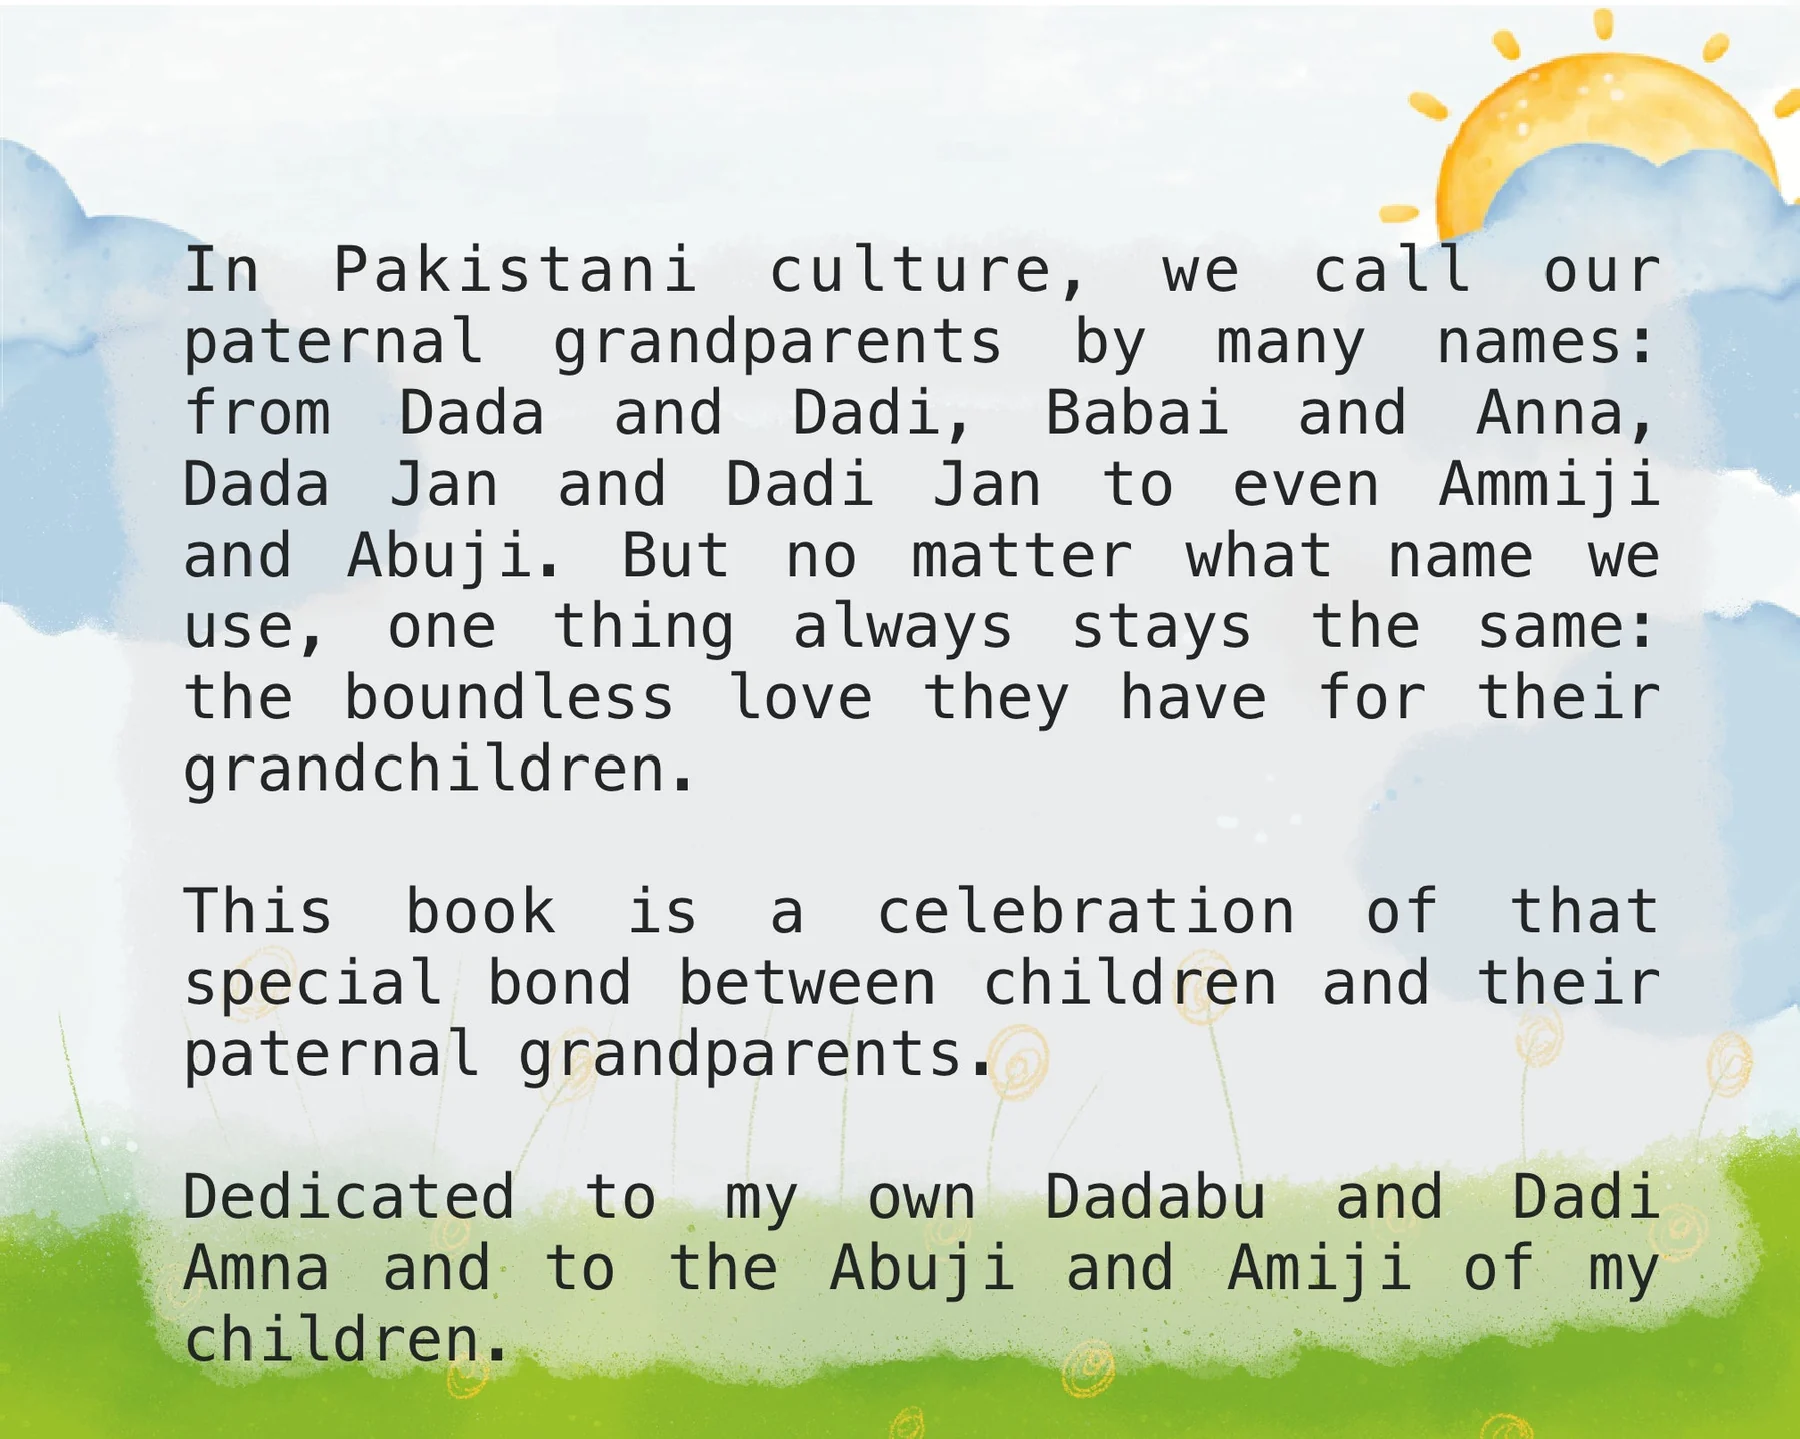 In Pakistani culture, we call our
paternal grandparents by many names:
from Dada and Dadi, Babai and Anna,
Dada Jan and Dadi Jan to even Ammiji
and Abuji. But no matter what name we
use, one thing always stays the same:
the boundless love they have for their
grandchildren.
This book is a celebration of that
special bond between children and their
paternal grandparents.
Dedicated to my own Dadabu and Dadi
Amna and to the Abuji and Amiji of my
children.